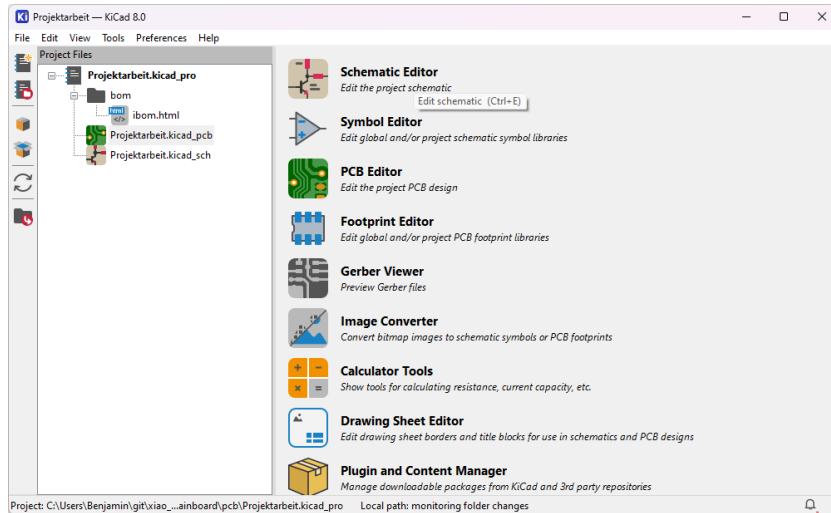 Projektarbeit — KiCad 8.0
File Edit View Tools Preferences Help
Project Files
Projektarbeit.kicad_pro
bom
ibom.html
Projektarbeit.kicad_pcb
Projektarbeit.kicad_sch
Schematic Editor
Edit the project schematic
Edit schematic (Ctrl+E)
Symbol Editor
Edit global and/or project schematic symbol libraries
PCB Editor
Edit the project PCB design
Footprint Editor
Edit global and/or project PCB footprint libraries
Gerber Viewer
Preview Gerber files
Image Converter
Convert bitmap images to schematic symbols or PCB footprints
Calculator Tools
Show tools for calculating resistance, current capacity, etc.
Drawing Sheet Editor
Edit drawing sheet borders and title blocks for use in schematics and PCB designs
Plugin and Content Manager
Manage downloadable packages from KiCad and 3rd party repositories
Project: C:\Users\Benjamin\git\xiao_...ainboard\pcb\Projektarbeit.kicad_pro Local path: monitoring folder changes